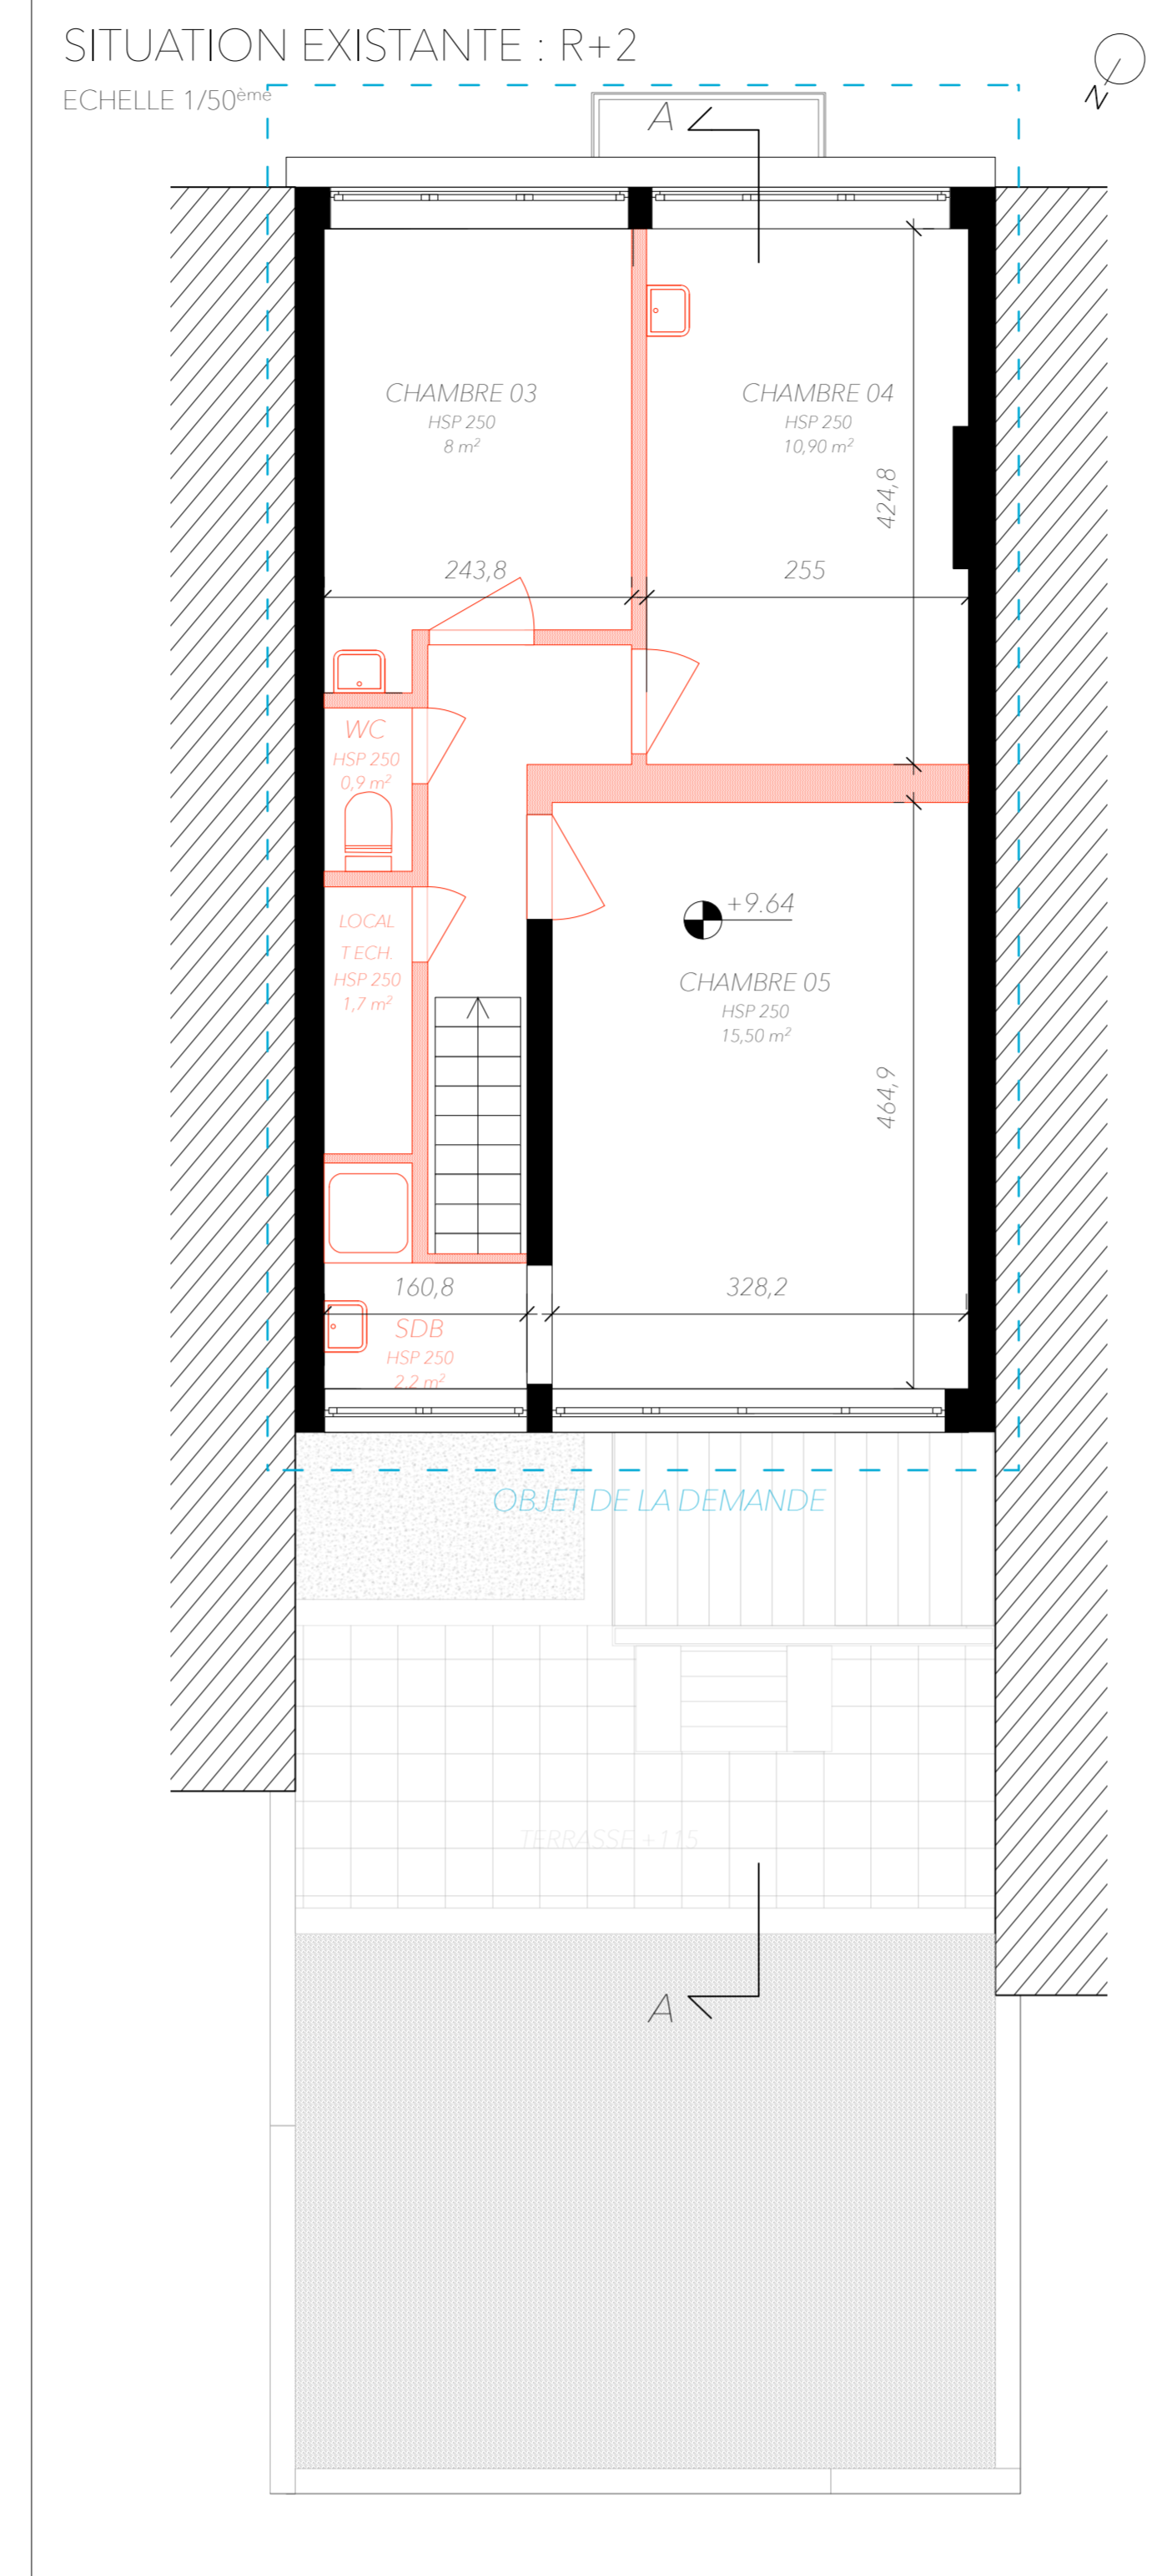 SITUATION EXISTANTE : R+2
ECHELLE 1/50ème
N
A
CHAMBRE 03
HSP 250
8 m²
CHAMBRE 04
HSP 250
10,90 m²
424,8
243,8
255
WC
HSP 250
0,9 m²
+9.64
LOCAL
TECH.
HSP 250
1,7 m²
CHAMBRE 05
HSP 250
15,50 m²
464,9
160,8
328,2
SDB
HSP 250
2,2 m²
OBJET DE LA DEMANDE
TERRASSE +115
A